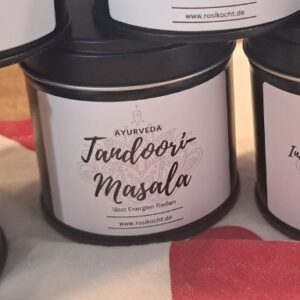 www.rosikocht.de
AYURVEDA
Tandoori-
Masala
lässt Energien fließen
www.rosikocht.de